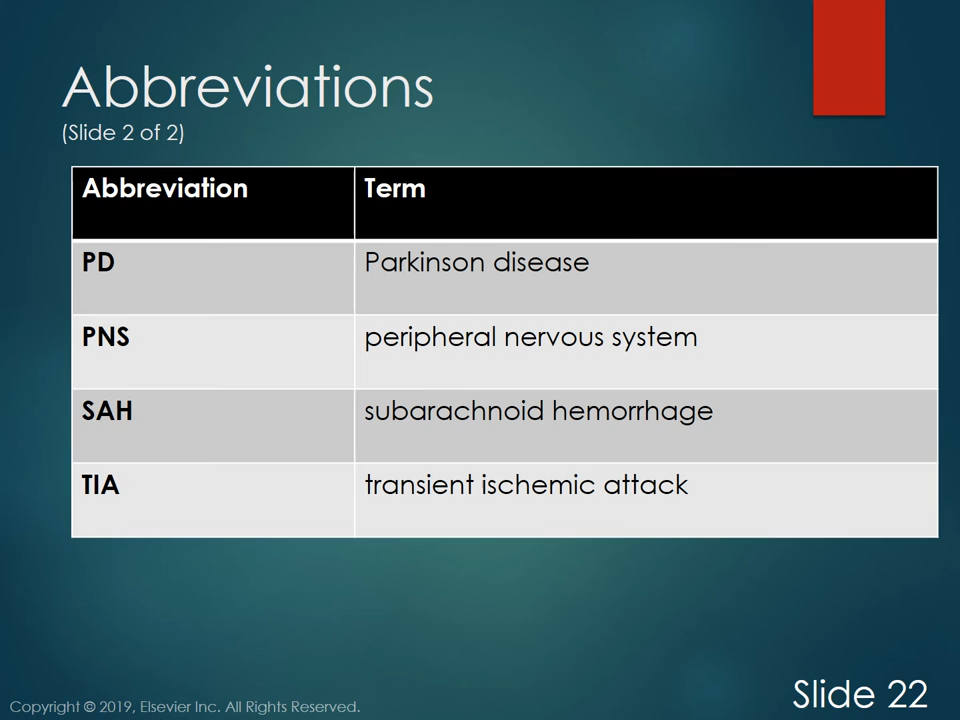 Abbreviations
(Slide 2 of 2)
Abbreviation Term
PD Parkinson disease
PNS peripheral nervous system
SAH subarachnoid hemorrhage
TIA transient ischemic attack
Copyright © 2019, Elsevier Inc. All Rights Reserved.
Slide 22